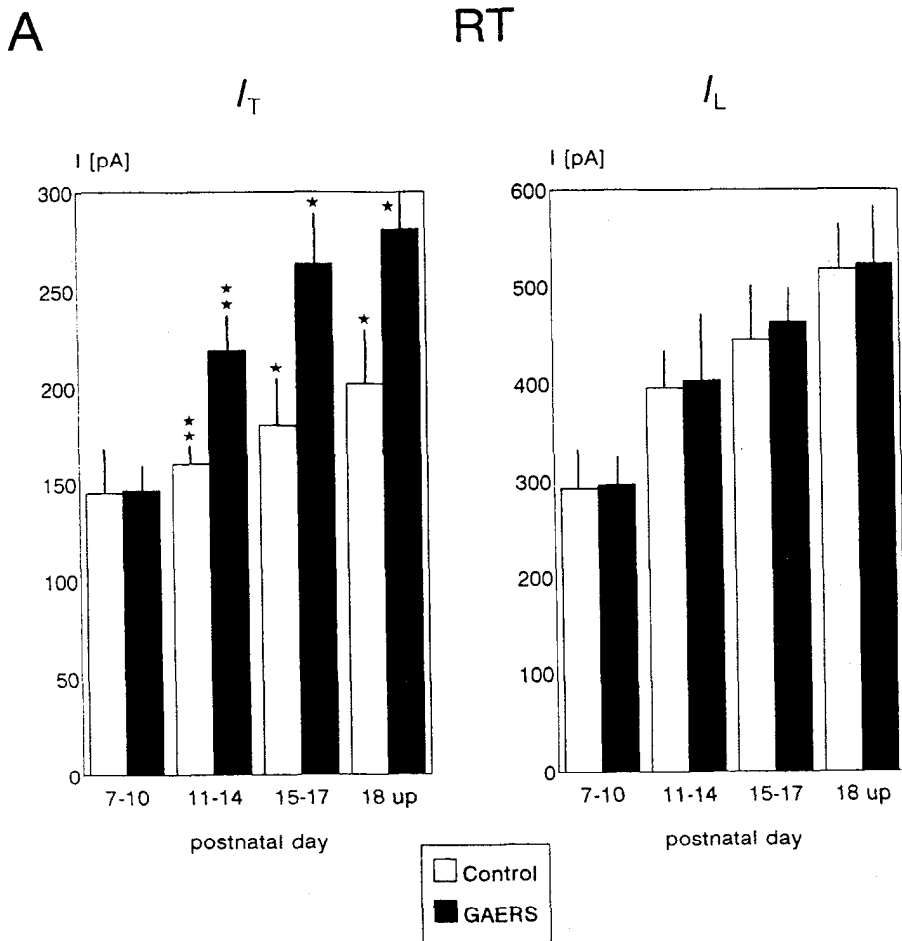 A
RT
I_T
I_L
I [pA]
300
250
200
150
100
50
0
★★
★★
★
★
★
★
7-10 11-14 15-17 18 up
postnatal day
I [pA]
600
500
400
300
200
100
0
7-10 11-14 15-17 18 up
postnatal day
Control
GAERS